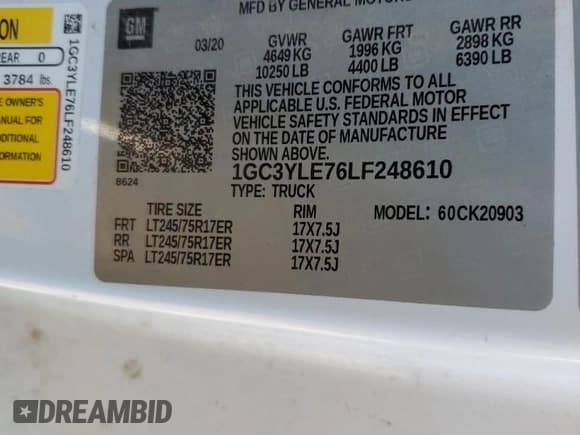 MFD BY GENERAL MOTORS
GM
03/20
GVWR GAWR FRT GAWR RR
4649 KG 1996 KG 2898 KG
10250 LB 4400 LB 6390 LB
THIS VEHICLE CONFORMS TO ALL
APPLICABLE U.S. FEDERAL MOTOR
VEHICLE SAFETY STANDARDS IN EFFECT
ON THE DATE OF MANUFACTURE
SHOWN ABOVE.
8624
1GC3YLE76LF248610
TYPE: TRUCK
TIRE SIZE RIM MODEL: 60CK20903
FRT LT245/75R17ER 17X7.5J
RR LT245/75R17ER 17X7.5J
SPA LT245/75R17ER 17X7.5J
ON
REAR 0
3784 lbs.
E OWNER'S
MANUAL FOR
ADDITIONAL
INFORMATION
1GC3YLE76LF248610
DREAMBID